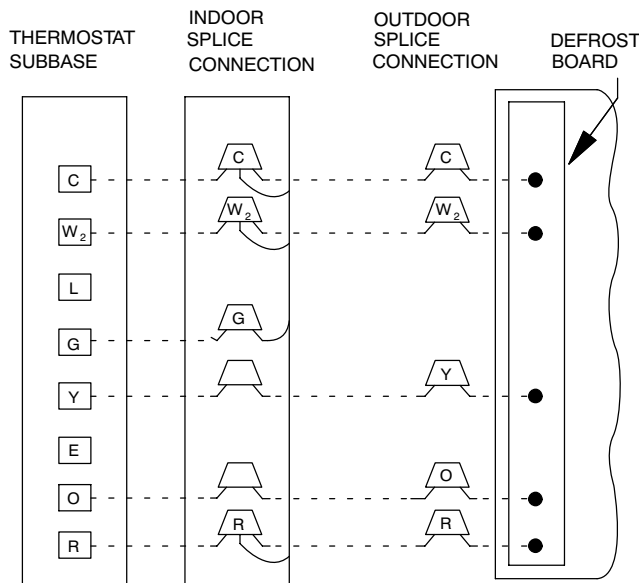 THERMOSTAT
SUBBASE
INDOOR
SPLICE
CONNECTION
OUTDOOR
SPLICE
CONNECTION
DEFROST
BOARD
C C C
W₂ W₂ W₂
L
G G
Y Y
E
O O
R R R